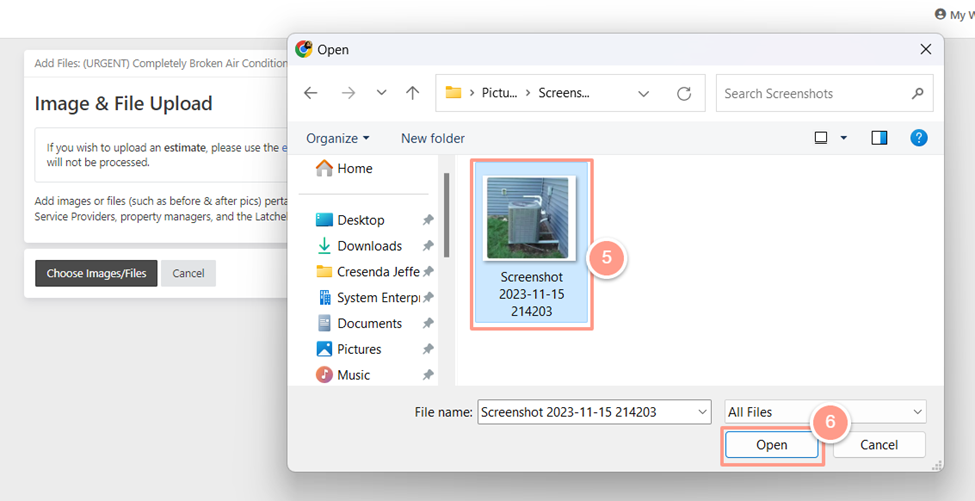 My W
Add Files: (URGENT) Completely Broken Air Condition
Image & File Upload
If you wish to upload an estimate, please use the e
will not be processed.
Add images or files (such as before & after pics) perta
Service Providers, property managers, and the Latchel
Choose Images/Files
Cancel
Open
Pictu...
Screens...
Search Screenshots
Organize
New folder
?
Home
Desktop
Downloads
Cresenda Jeffe
System Enterpr
Documents
Pictures
Music
Screenshot
2023-11-15
214203
5
File name:
Screenshot 2023-11-15 214203
All Files
6
Open
Cancel